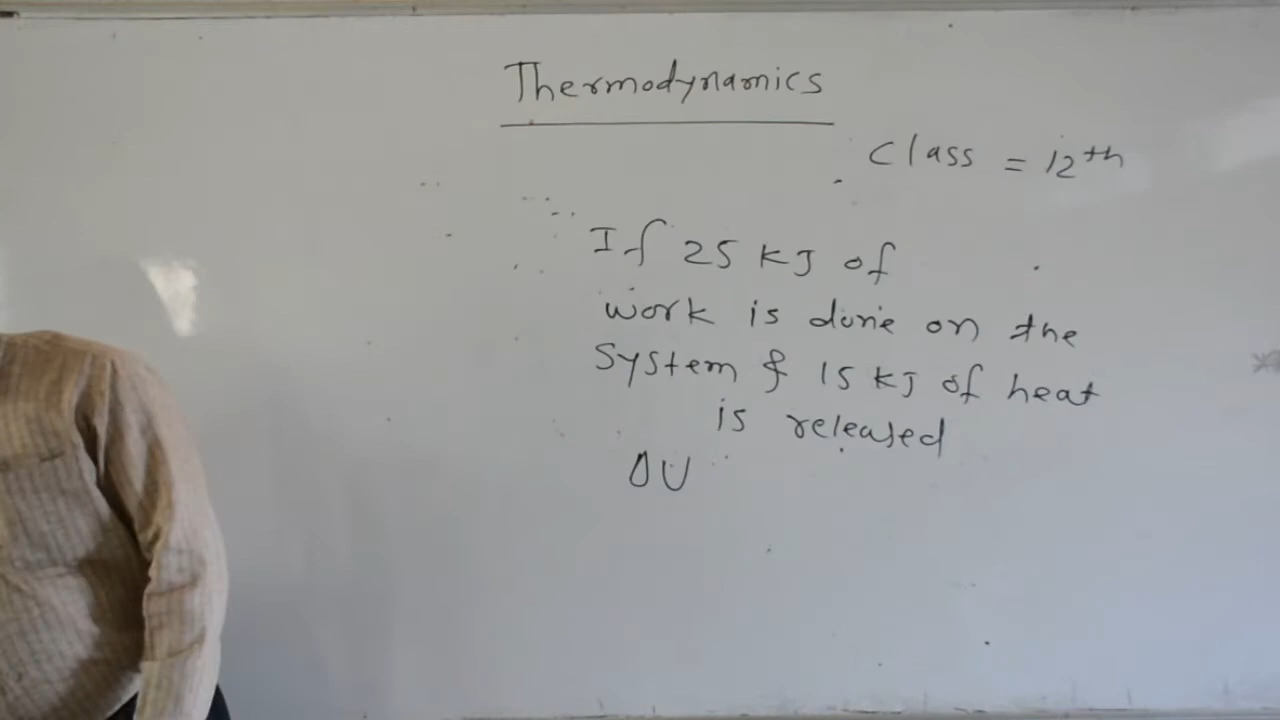 Thermodynamics
Class = 12th
If 25 KJ of
work is done on the
System & 15 KJ of heat
is released
ΔU